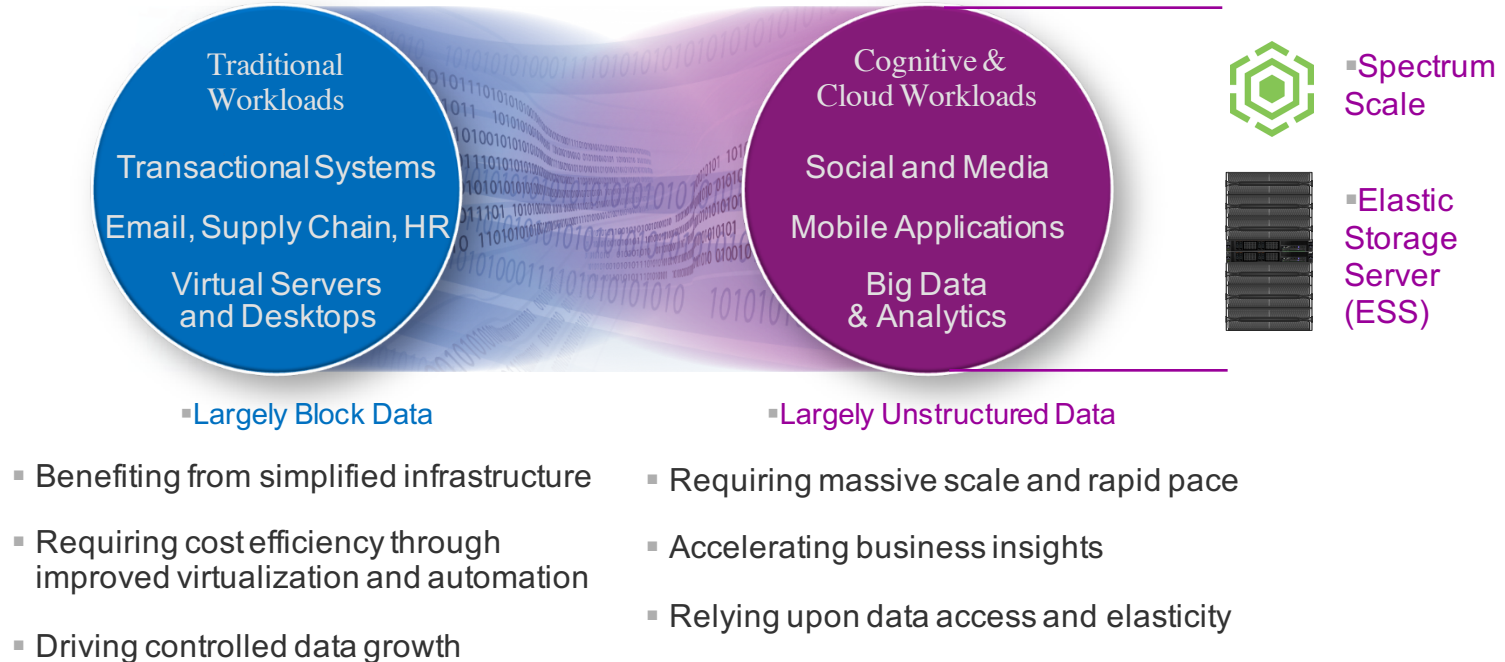 Traditional
Workloads
Transactional Systems
Email, Supply Chain, HR
Virtual Servers
and Desktops
Cognitive &
Cloud Workloads
Social and Media
Mobile Applications
Big Data
& Analytics
▪Spectrum
Scale
▪Elastic
Storage
Server
(ESS)
▪Largely Block Data
▪ Benefiting from simplified infrastructure
▪ Requiring cost efficiency through
improved virtualization and automation
▪ Driving controlled data growth
▪Largely Unstructured Data
▪ Requiring massive scale and rapid pace
▪ Accelerating business insights
▪ Relying upon data access and elasticity